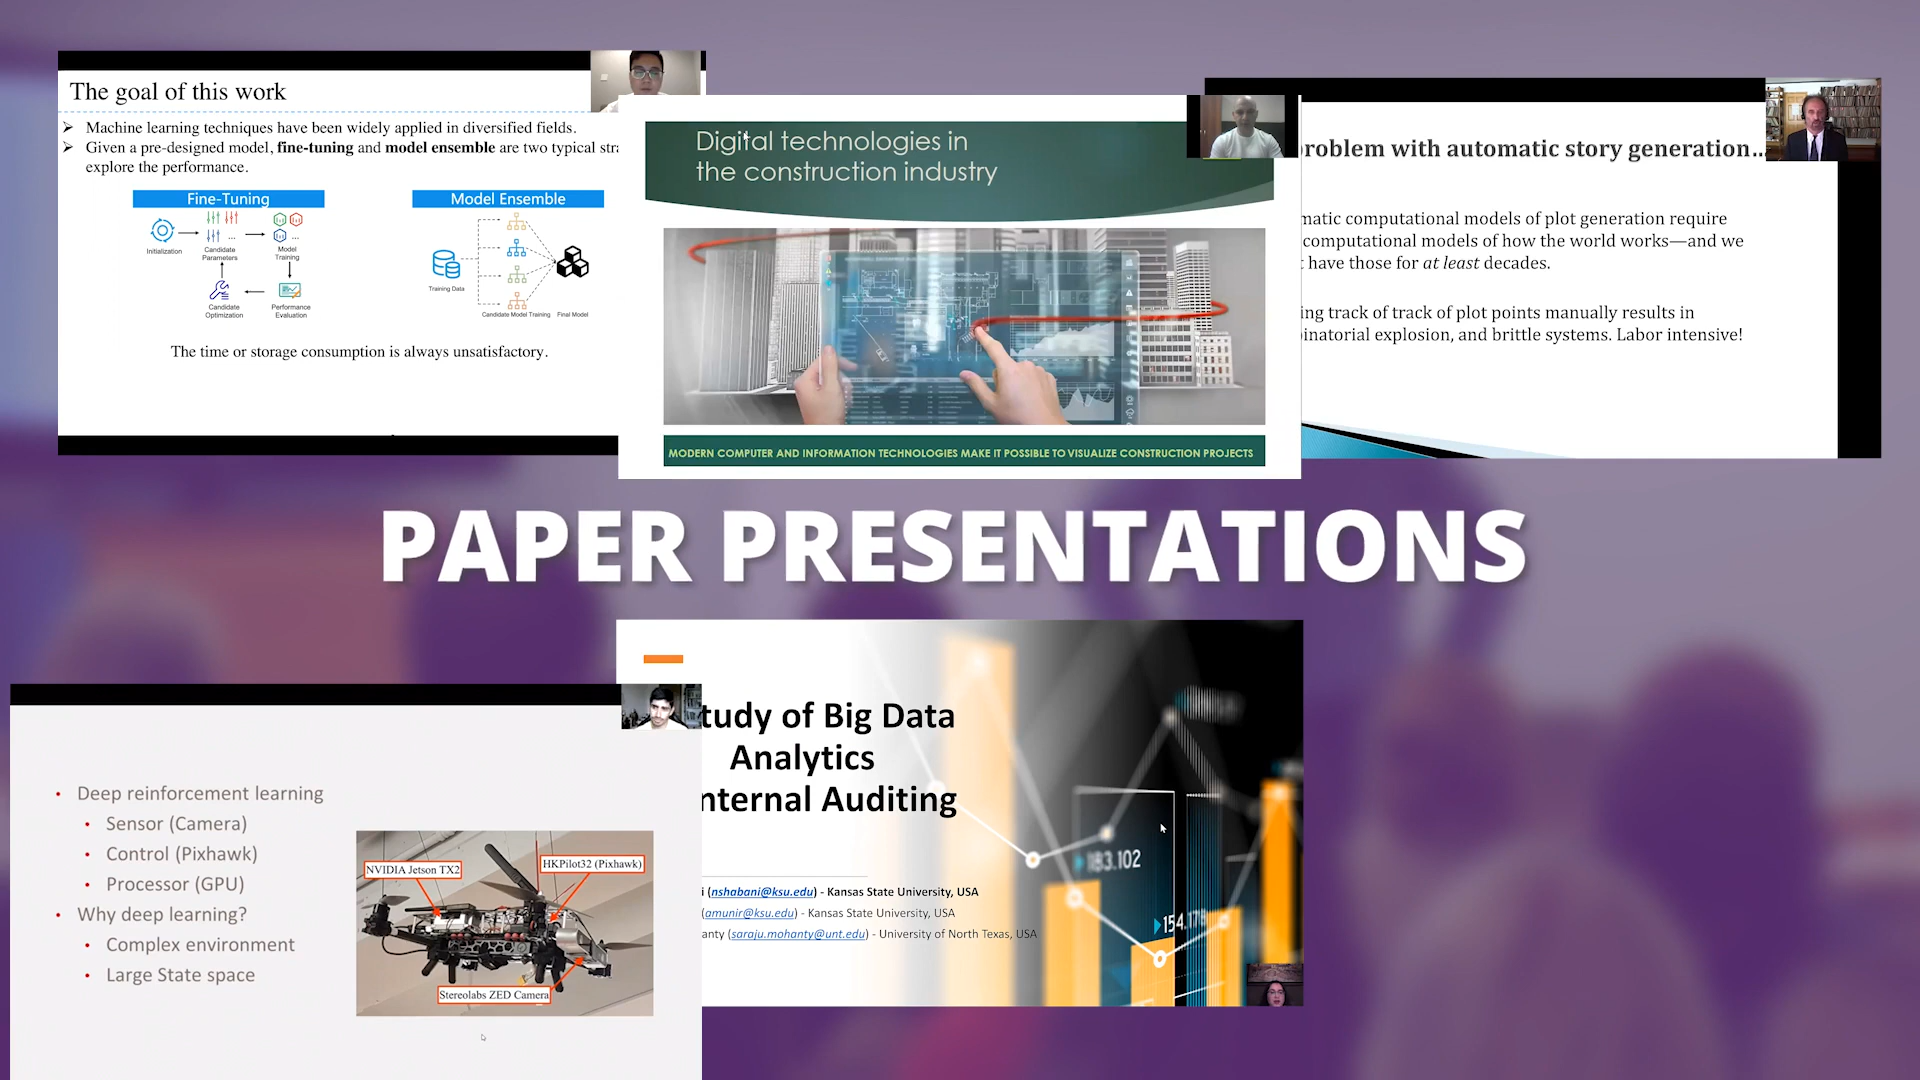 The goal of this work
Machine learning techniques have been widely applied in diversified fields.
Given a pre-designed model, fine-tuning and model ensemble are two typical stra
explore the performance.
Fine-Tuning
Initialization
Candidate
Parameters
...
Model
Training
...
Candidate
Optimization
Performance
Evaluation
Model Ensemble
Training Data
Candidate Model Training
Final Model
The time or storage consumption is always unsatisfactory.
Digital technologies in
the construction industry
MODERN COMPUTER AND INFORMATION TECHNOLOGIES MAKE IT POSSIBLE TO VISUALIZE CONSTRUCTION PROJECTS
roblem with automatic story generation...
matic computational models of plot generation require
computational models of how the world works—and we
have those for at least decades.
ing track of track of plot points manually results in
inatorial explosion, and brittle systems. Labor intensive!
PAPER PRESENTATIONS
• Deep reinforcement learning
• Sensor (Camera)
• Control (Pixhawk)
• Processor (GPU)
• Why deep learning?
• Complex environment
• Large State space
NVIDIA Jetson TX2
HKPilot32 (Pixhawk)
Stereolabs ZED Camera
tudy of Big Data
Analytics
nternal Auditing
i (nshabani@ksu.edu) - Kansas State University, USA
(amunir@ksu.edu) - Kansas State University, USA
anty (saraju.mohanty@unt.edu) - University of North Texas, USA
183.102
154.178